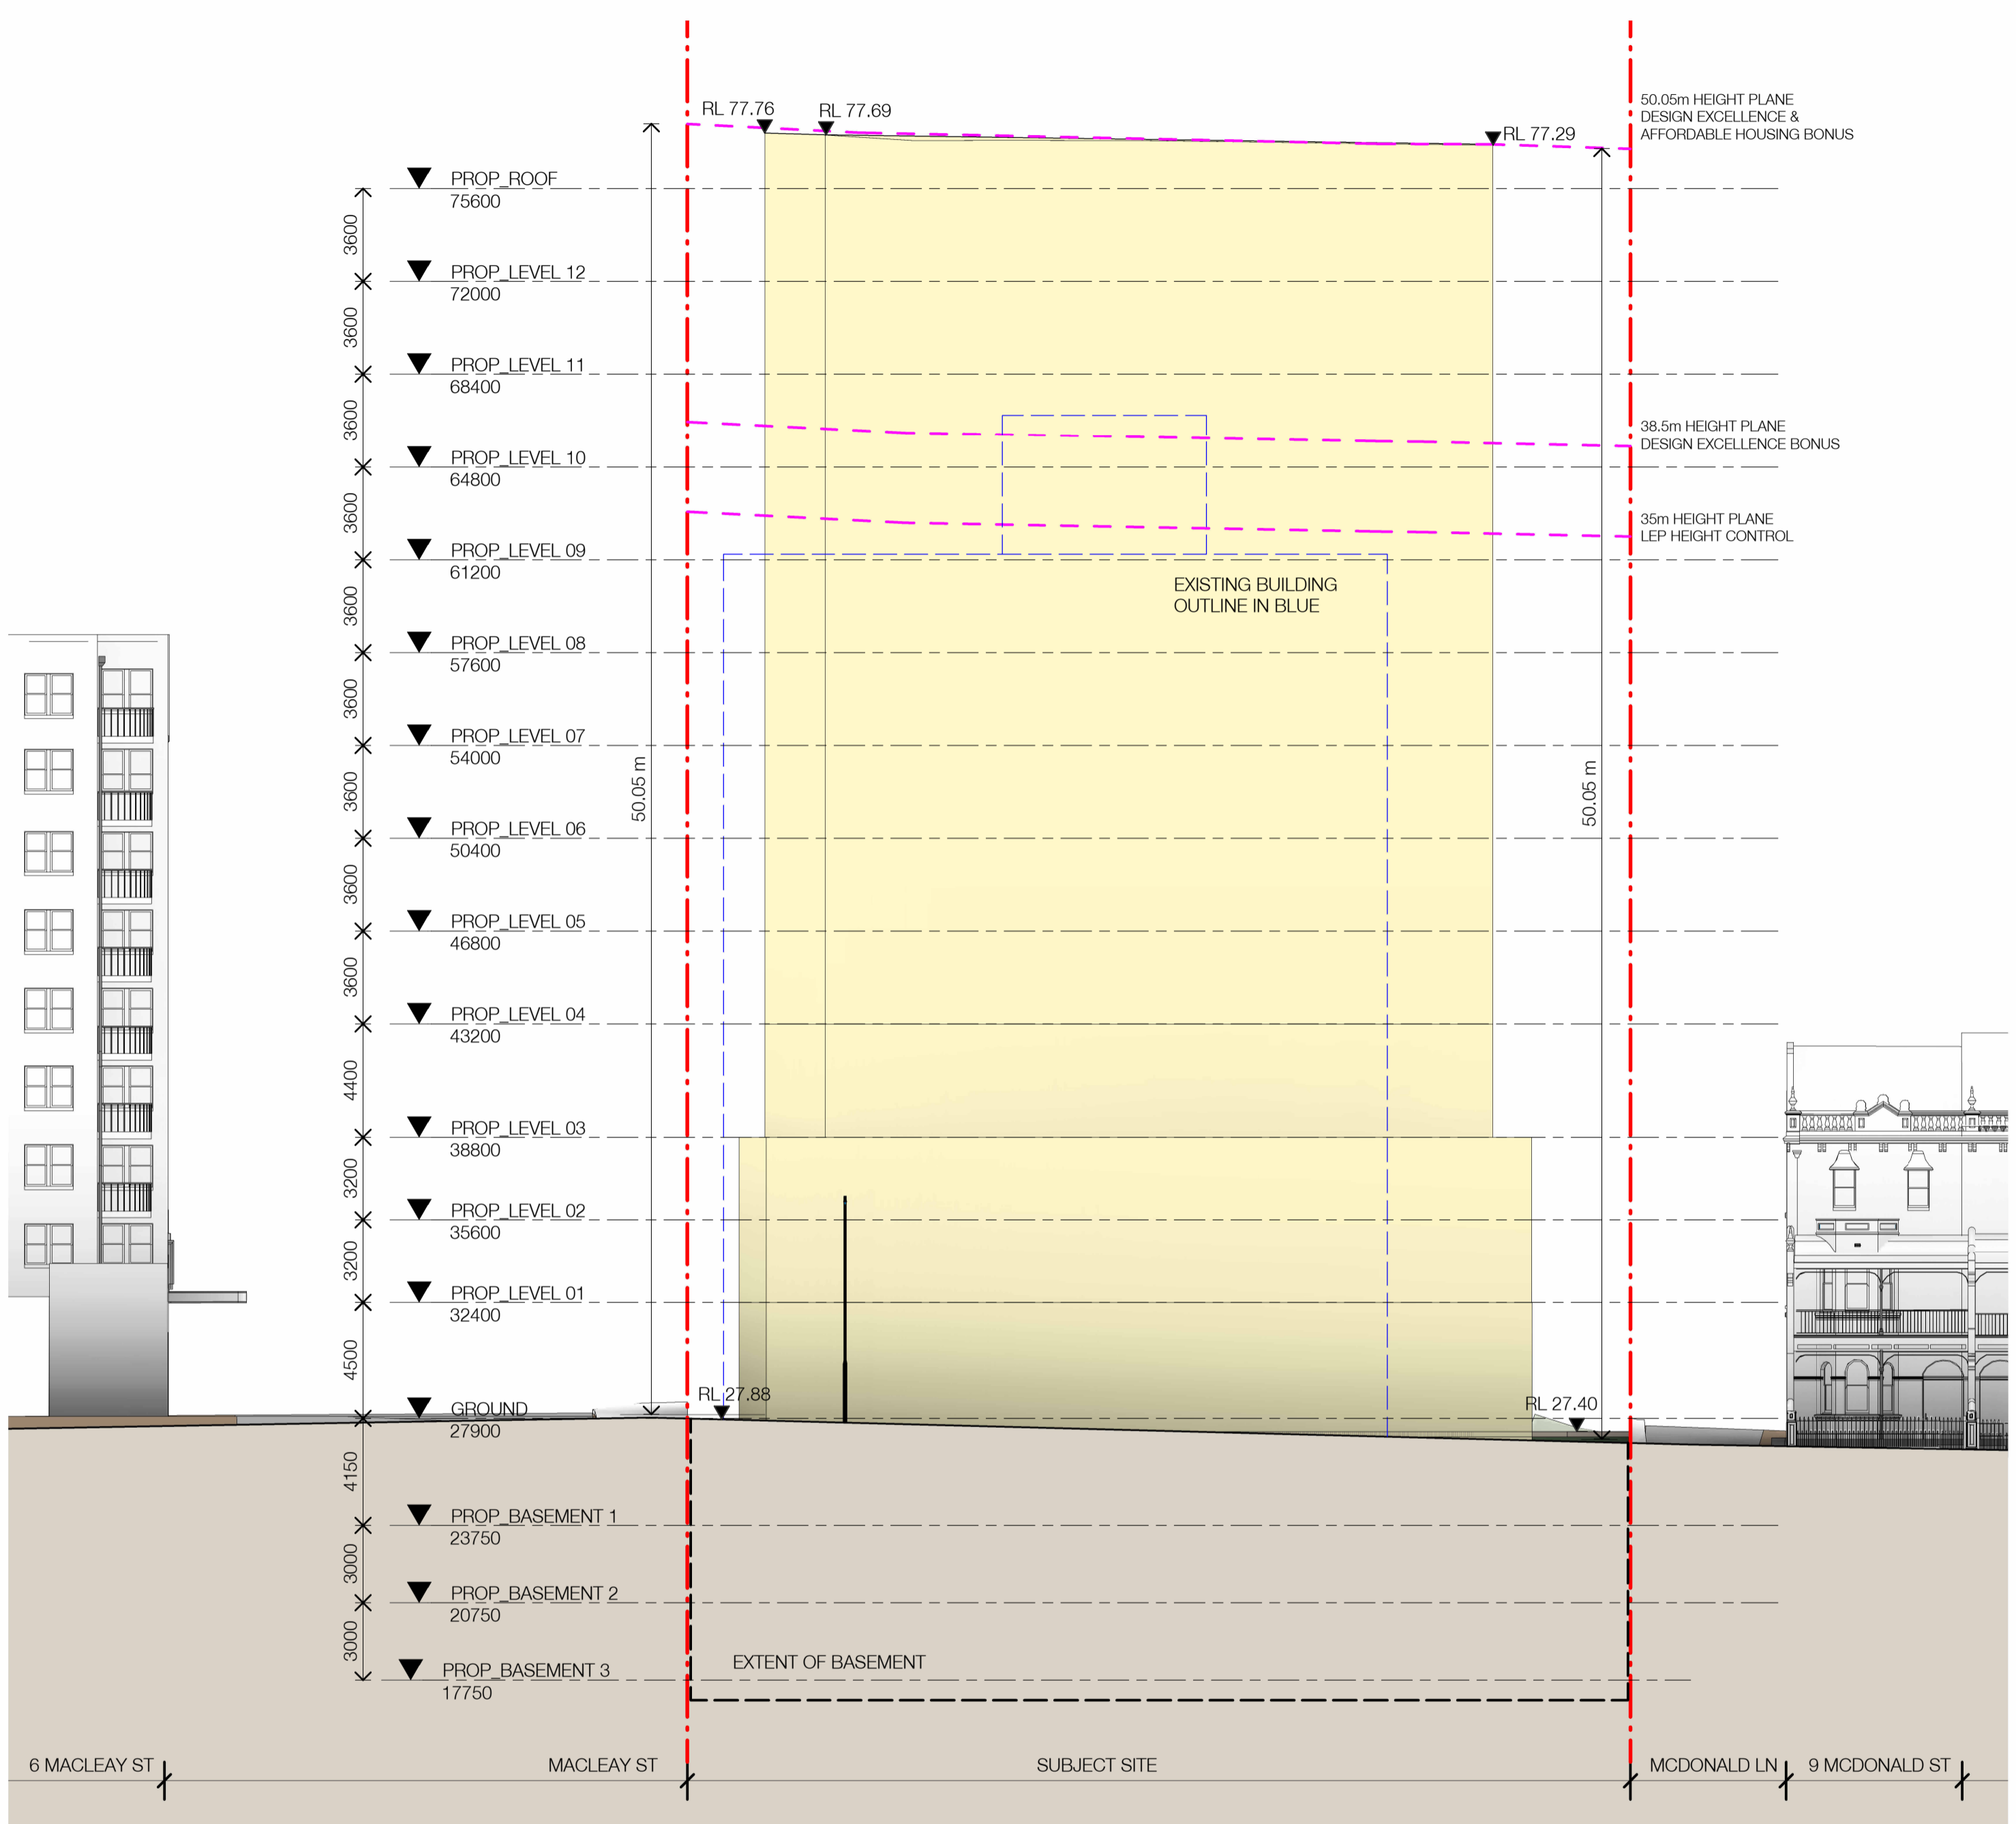 RL 77.76
RL 77.69
RL 77.29
50.05m HEIGHT PLANE
DESIGN EXCELLENCE &
AFFORDABLE HOUSING BONUS
PROP_ROOF
75600
3600
PROP_LEVEL 12
72000
3600
PROP_LEVEL 11
68400
3600
38.5m HEIGHT PLANE
DESIGN EXCELLENCE BONUS
PROP_LEVEL 10
64800
3600
35m HEIGHT PLANE
LEP HEIGHT CONTROL
PROP_LEVEL 09
61200
EXISTING BUILDING
OUTLINE IN BLUE
3600
PROP_LEVEL 08
57600
3600
PROP_LEVEL 07
54000
50.05 m
50.05 m
3600
PROP_LEVEL 06
50400
3600
PROP_LEVEL 05
46800
3600
PROP_LEVEL 04
43200
4400
PROP_LEVEL 03
38800
3200
PROP_LEVEL 02
35600
3200
PROP_LEVEL 01
32400
4500
RL 27.88
RL 27.40
GROUND
27900
4150
PROP_BASEMENT 1
23750
3000
PROP_BASEMENT 2
20750
3000
EXTENT OF BASEMENT
PROP_BASEMENT 3
17750
6 MACLEAY ST
MACLEAY ST
SUBJECT SITE
MCDONALD LN
9 MCDONALD ST